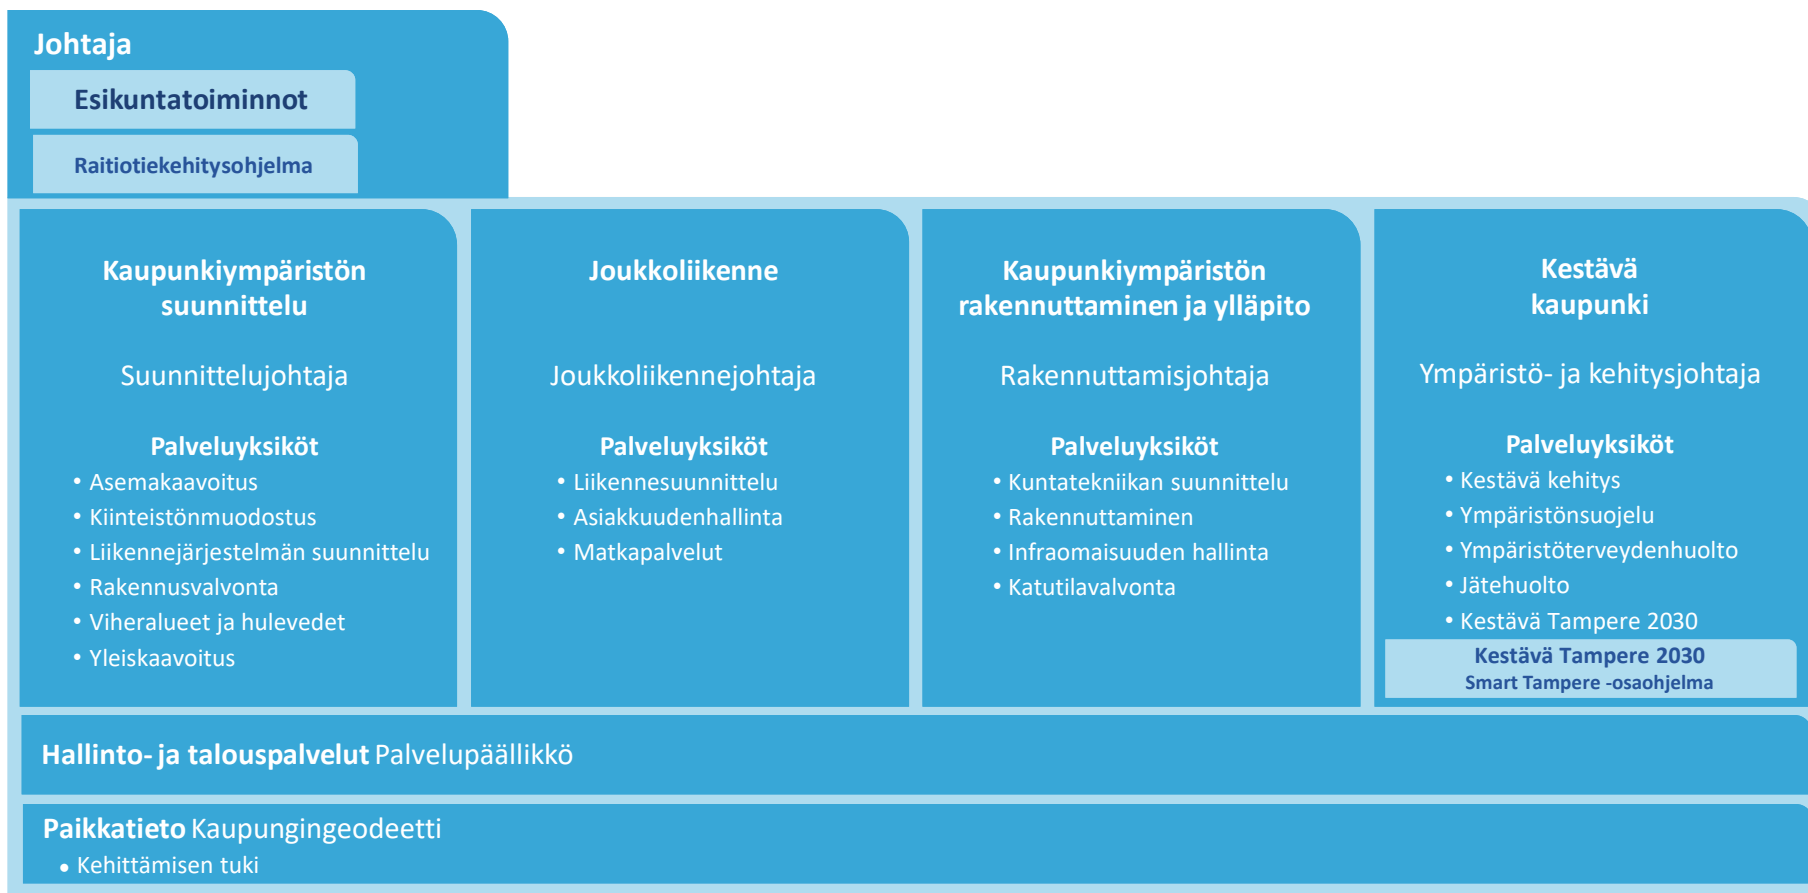 Johtaja
Esikuntatoiminnot
Raitiotiekehitysohjelma
Kaupunkiympäristön
suunnittelu
Suunnittelujohtaja
Palveluyksiköt
• Asemakaavoitus
• Kiinteistönmuodostus
• Liikennejärjestelmän suunnittelu
• Rakennusvalvonta
• Viheralueet ja hulevedet
• Yleiskaavoitus
Joukkoliikenne
Joukkoliikennejohtaja
Palveluyksiköt
• Liikennesuunnittelu
• Asiakkuudenhallinta
• Matkapalvelut
Kaupunkiympäristön
rakennuttaminen ja ylläpito
Rakennuttamisjohtaja
Palveluyksiköt
• Kuntatekniikan suunnittelu
• Rakennuttaminen
• Infraomaisuuden hallinta
• Katutilavalvonta
Kestävä
kaupunki
Ympäristö- ja kehitysjohtaja
Palveluyksiköt
• Kestävä kehitys
• Ympäristönsuojelu
• Ympäristöterveydenhuolto
• Jätehuolto
• Kestävä Tampere 2030
Kestävä Tampere 2030
Smart Tampere -osaohjelma
Hallinto- ja talouspalvelut Palvelupäällikkö
Paikkatieto Kaupungingeodeetti
• Kehittämisen tuki